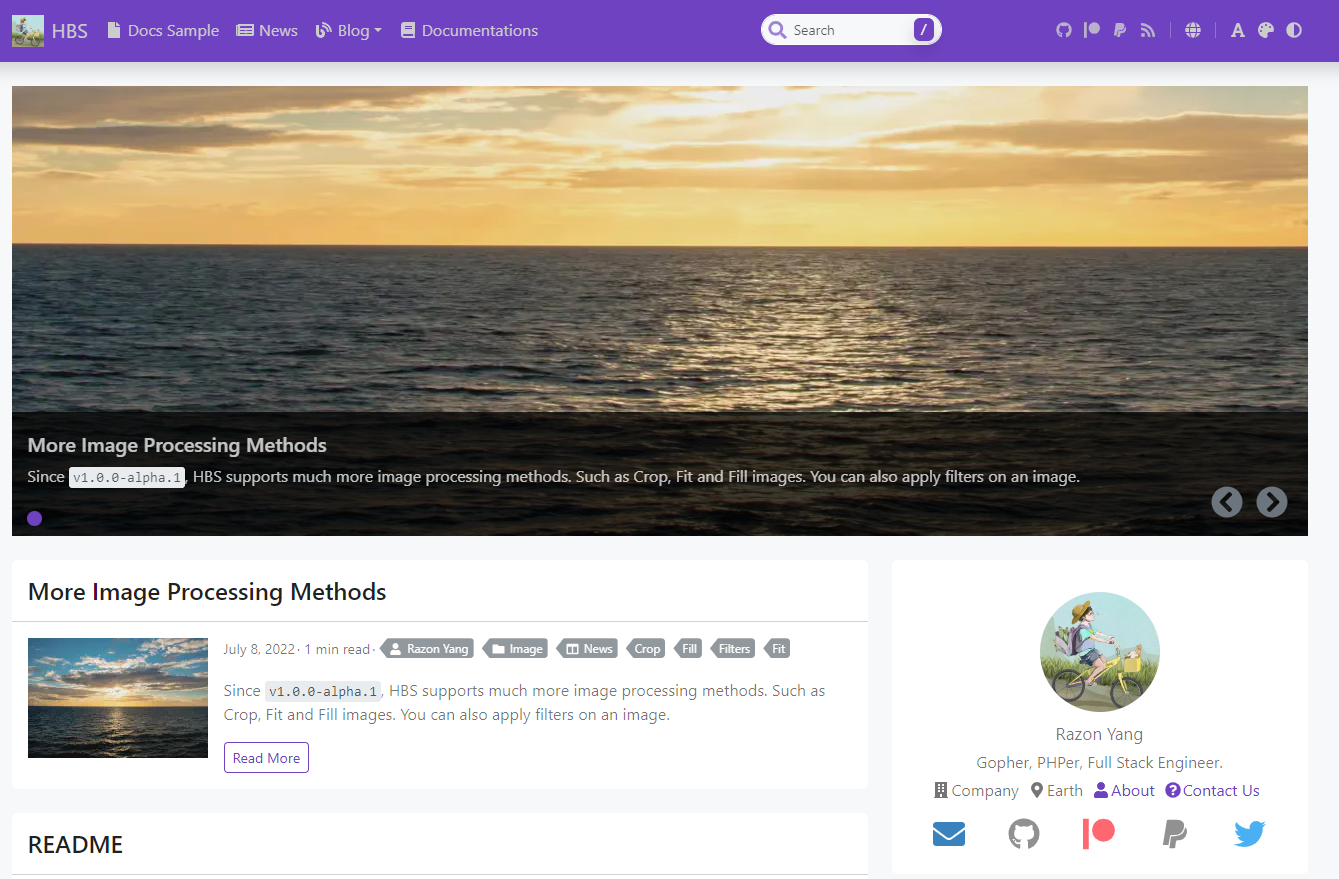 HBS Docs Sample News Blog Documentations Search /
More Image Processing Methods
Since v1.0.0-alpha.1, HBS supports much more image processing methods. Such as Crop, Fit and Fill images. You can also apply filters on an image.
More Image Processing Methods
July 8, 2022 · 1 min read · Razon Yang Image News Crop Fill Filters Fit
Since v1.0.0-alpha.1, HBS supports much more image processing methods. Such as
Crop, Fit and Fill images. You can also apply filters on an image.
Read More
README
Razon Yang
Gopher, PHPer, Full Stack Engineer.
Company Earth About Contact Us